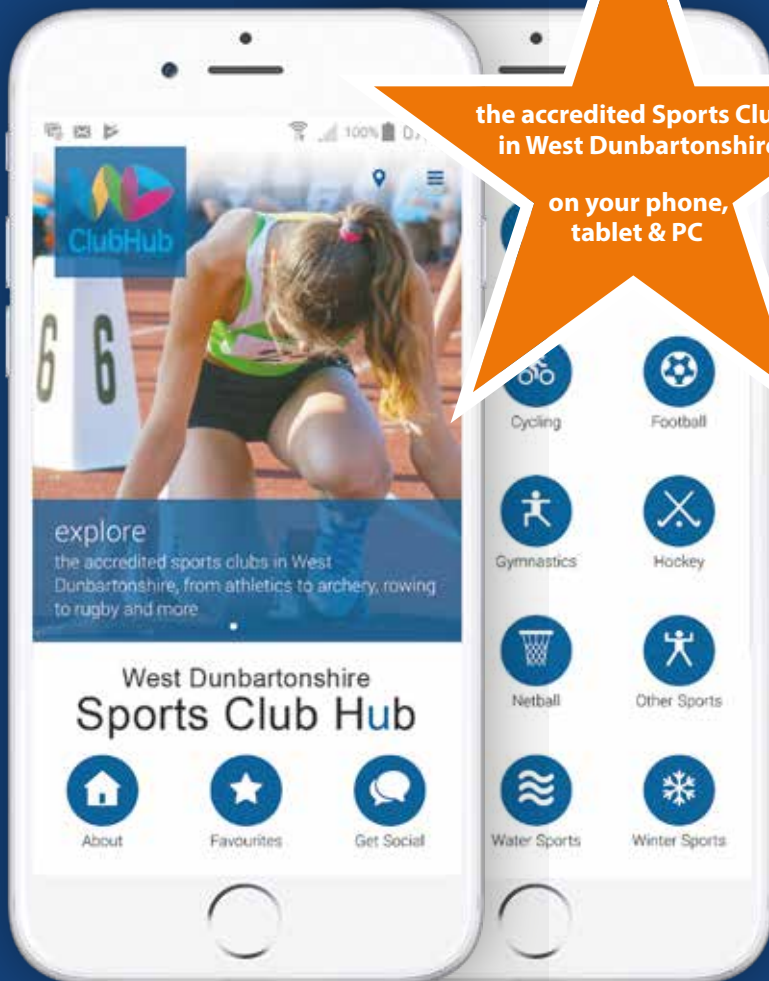 the accredited Sports Clu
in West Dunbartonshire
on your phone,
tablet & PC
100%
ClubHub
6 6
explore
the accredited sports clubs in West
Dunbartonshire, from athletics to archery, rowing
to rugby and more
West Dunbartonshire
Sports Club Hub
About
Favourites
Get Social
Cycling
Football
Gymnastics
Hockey
Netball
Other Sports
Water Sports
Winter Sports